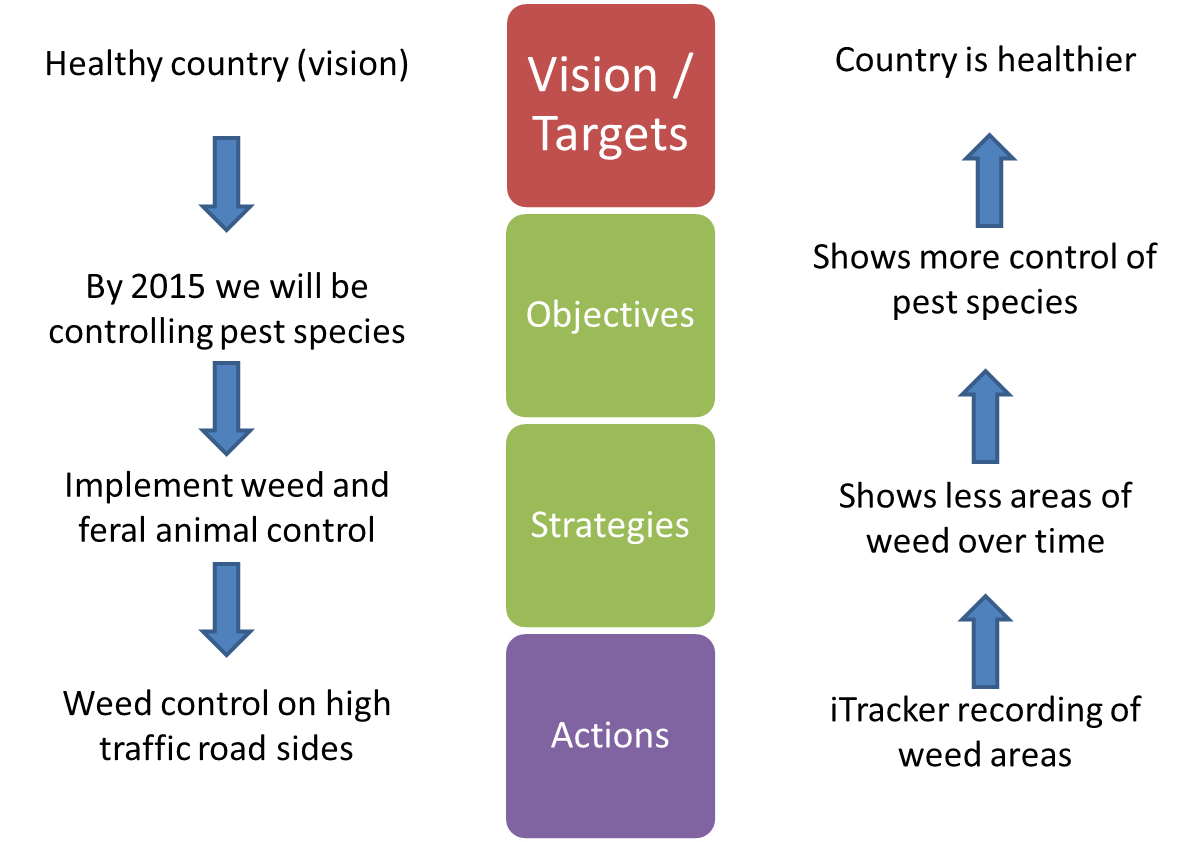 Healthy country (vision)
By 2015 we will be
controlling pest species
Implement weed and
feral animal control
Weed control on high
traffic road sides
Vision /
Targets
Objectives
Strategies
Actions
Country is healthier
Shows more control of
pest species
Shows less areas of
weed over time
iTracker recording of
weed areas